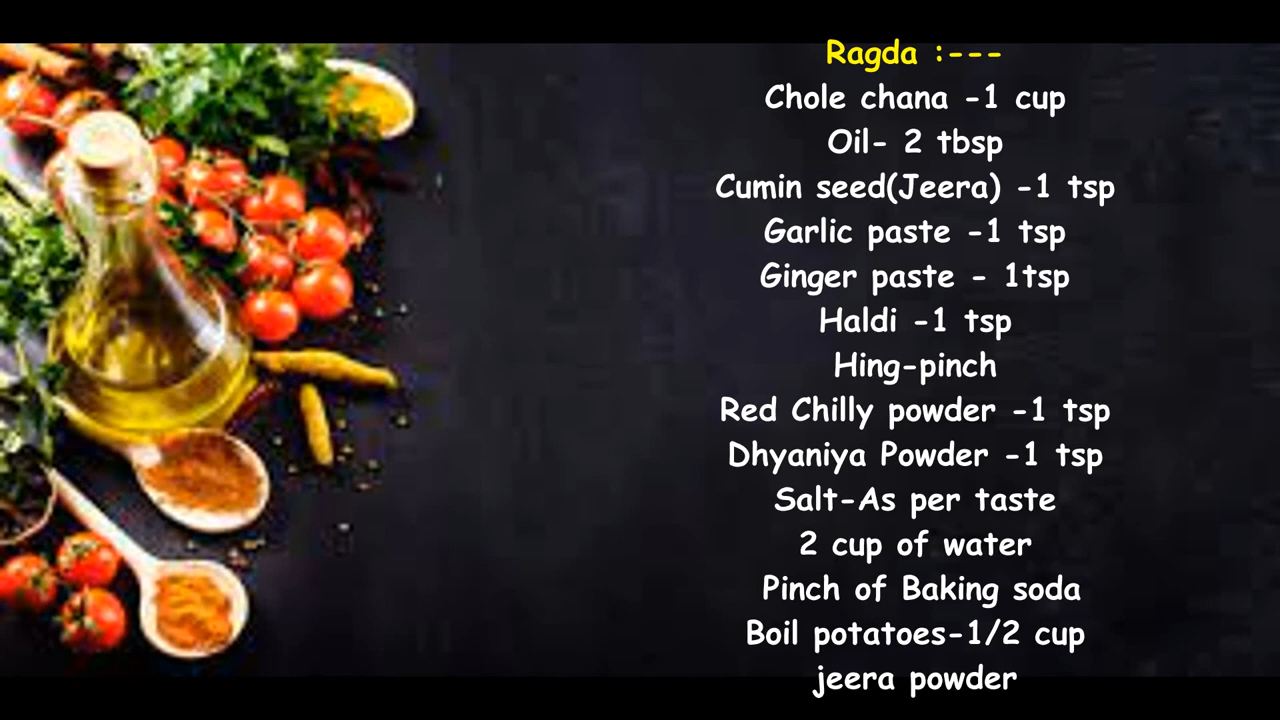 Ragda :---
Chole chana -1 cup
Oil- 2 tbsp
Cumin seed(Jeera) -1 tsp
Garlic paste -1 tsp
Ginger paste - 1tsp
Haldi -1 tsp
Hing-pinch
Red Chilly powder -1 tsp
Dhyaniya Powder -1 tsp
Salt-As per taste
2 cup of water
Pinch of Baking soda
Boil potatoes-1/2 cup
jeera powder